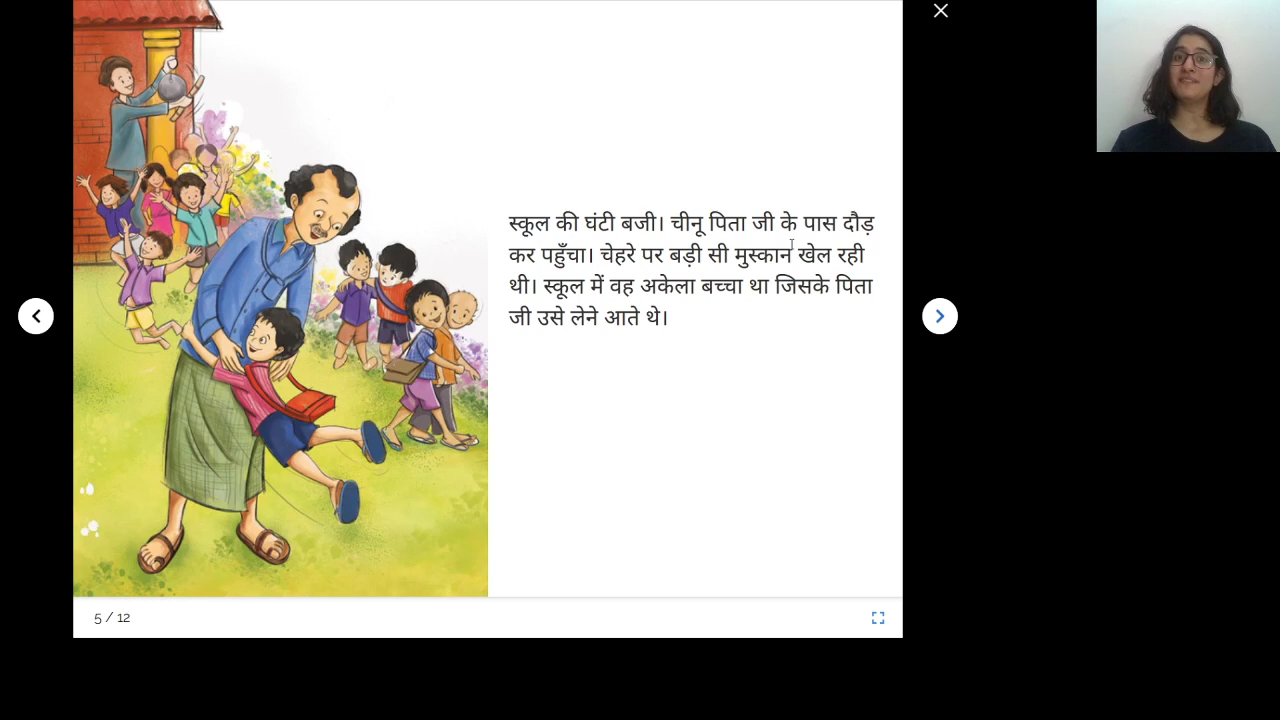 स्कूल की घंटी बजी। चीनू पिता जी के पास दौड़
कर पहुँचा। चेहरे पर बड़ी सी मुस्कान खेल रही
थी। स्कूल में वह अकेला बच्चा था जिसके पिता
जी उसे लेने आते थे।
5 / 12